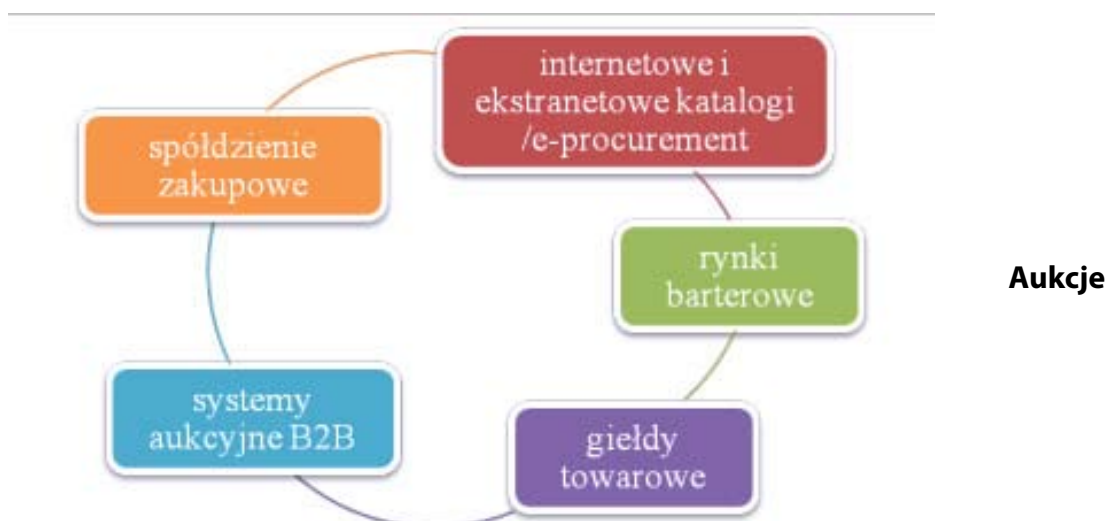 internetowe i
ekstranetowe katalogi
/e-procurement
spółdzienie
zakupowe
rynki
barterowe
Aukcje
systemy
aukcyjne B2B
giełdy
towarowe